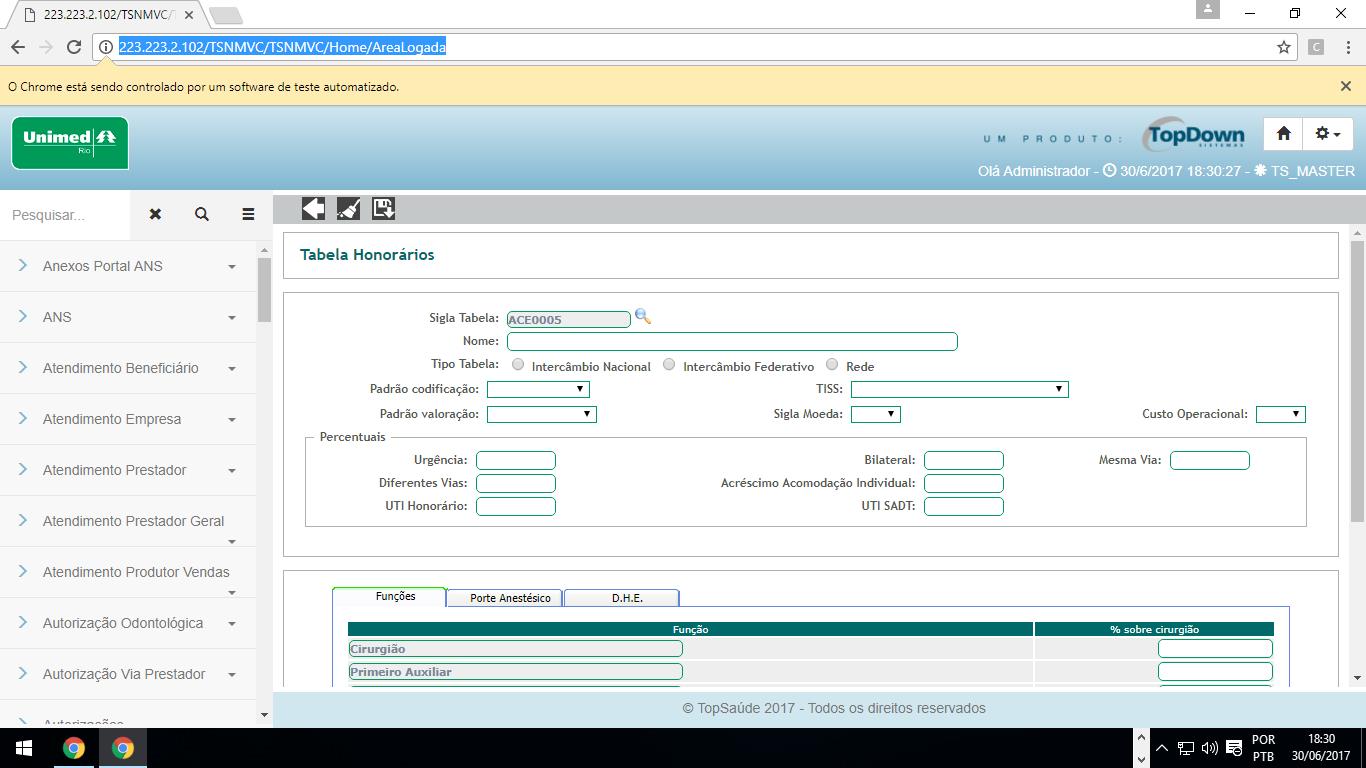 223.223.2.102/TSNMVC/T
223.223.2.102/TSNMVC/TSNMVC/Home/AreaLogada
C
O Chrome está sendo controlado por um software de teste automatizado.
Unimed
Rio
UM PRODUTO:
TopDown
SISTEMAS
Olá Administrador - 30/6/2017 18:30:27 - TS_MASTER
Pesquisar...
Anexos Portal ANS
ANS
Atendimento Beneficiário
Atendimento Empresa
Atendimento Prestador
Atendimento Prestador Geral
Atendimento Produtor Vendas
Autorização Odontológica
Autorização Via Prestador
Autorizações
Tabela Honorários
Sigla Tabela: ACE0005
Nome:
Tipo Tabela: Intercâmbio Nacional Intercâmbio Federativo Rede
Padrão codificação: TISS:
Padrão valoração: Sigla Moeda: Custo Operacional:
Percentuais
Urgência: Bilateral: Mesma Via:
Diferentes Vias: Acréscimo Acomodação Individual:
UTI Honorário: UTI SADT:
Funções Porte Anestésico D.H.E.
Função % sobre cirurgião
Cirurgião
Primeiro Auxiliar
© TopSaúde 2017 - Todos os direitos reservados
POR
PTB
18:30
30/06/2017